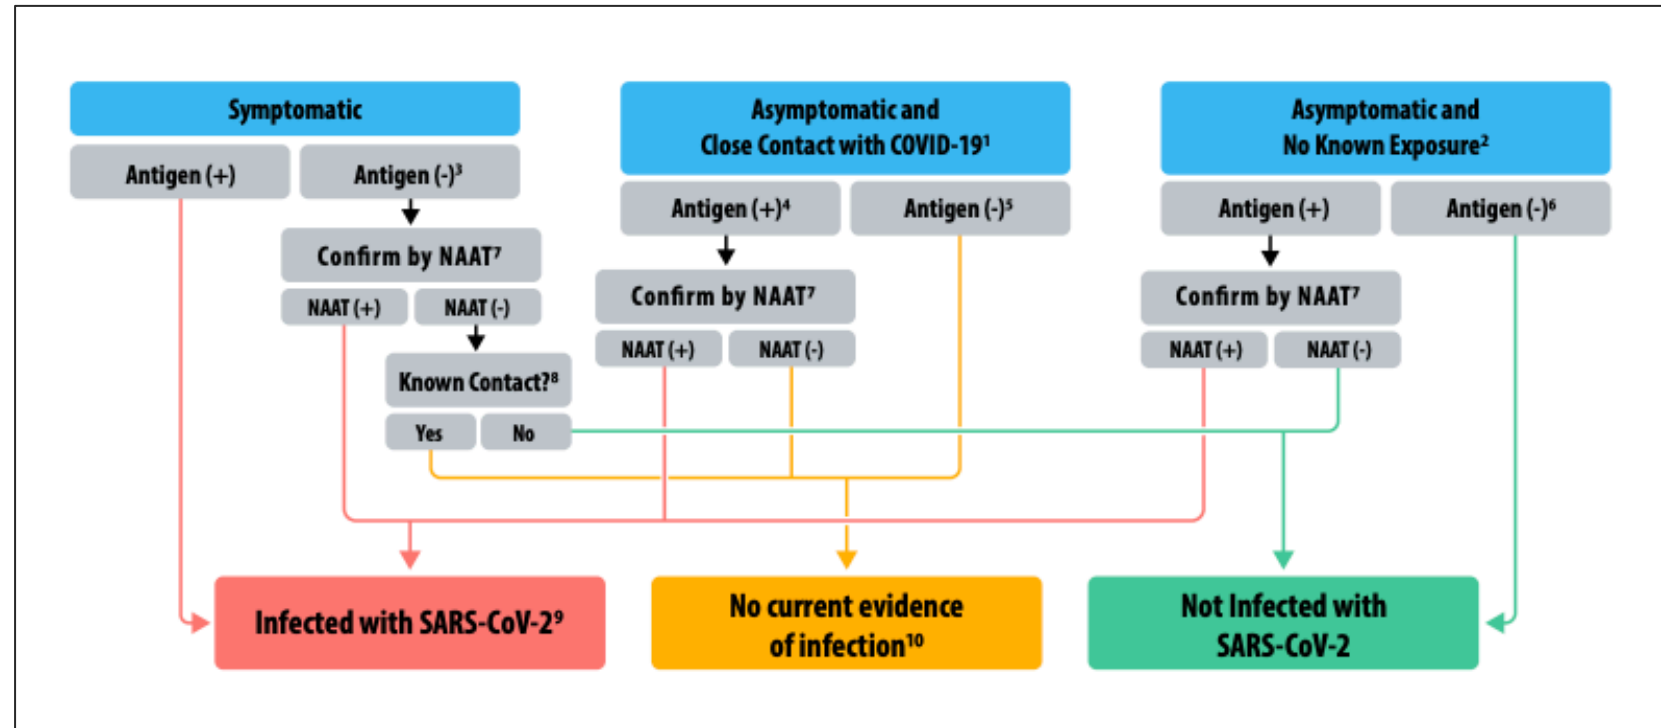 Symptomatic
Antigen (+)
Antigen (-)³
Confirm by NAAT⁷
NAAT (+)
NAAT (-)
Known Contact?⁸
Yes
No
Asymptomatic and
Close Contact with COVID-19¹
Antigen (+)⁴
Antigen (-)⁵
Confirm by NAAT⁷
NAAT (+)
NAAT (-)
Asymptomatic and
No Known Exposure²
Antigen (+)
Antigen (-)⁶
Confirm by NAAT⁷
NAAT (+)
NAAT (-)
Infected with SARS-CoV-2⁹
No current evidence
of infection¹⁰
Not Infected with
SARS-CoV-2